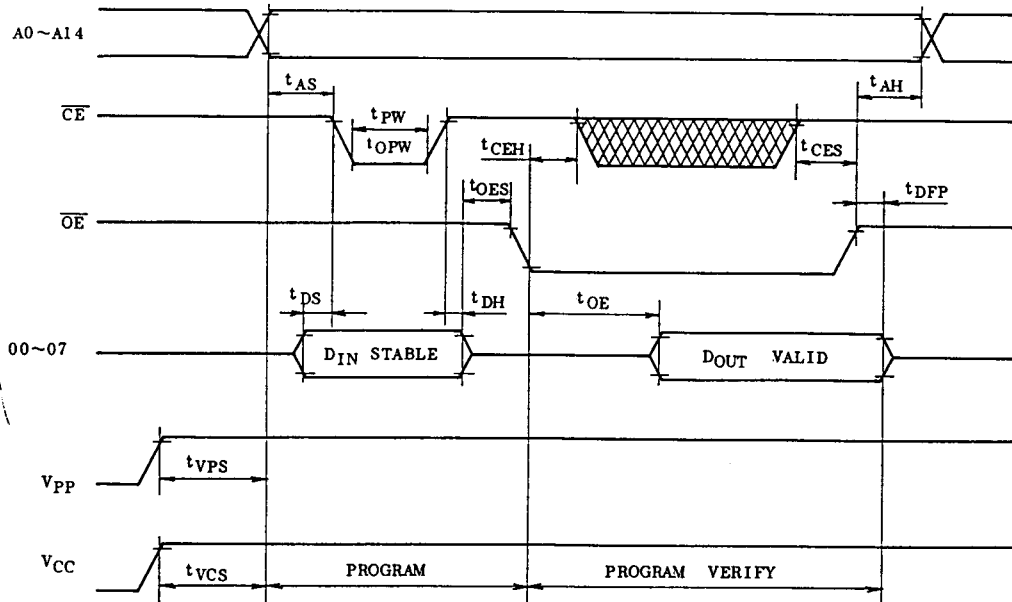 A0~A14
tAS
tAH
CE
tPW
tOPW
tCEH
tCES
tOES
tDFP
OE
tDS
tDH
tOE
00~07
DIN STABLE
DOUT VALID
tVPS
VPP
VCC
tVCS
PROGRAM
PROGRAM VERIFY